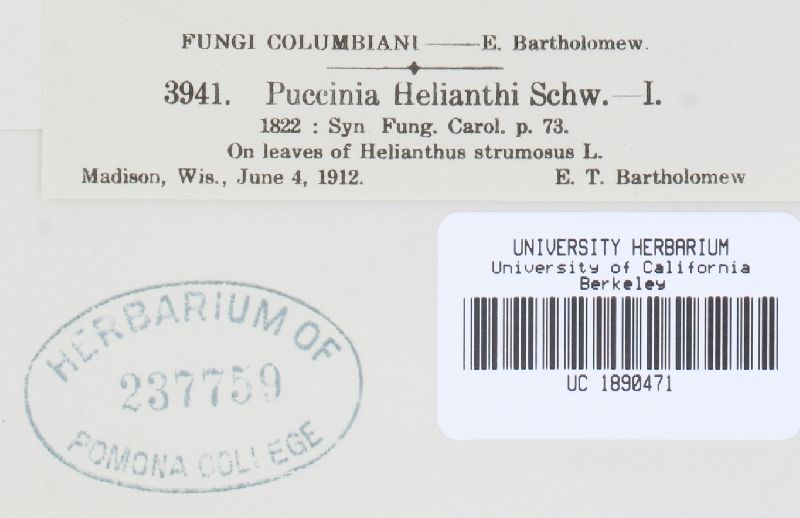 FUNGI COLUMBIANI — E. Bartholomew.
3941. Puccinia Helianthi Schw.—I.
1822 : Syn Fung. Carol. p. 73.
On leaves of Helianthus strumosus L.
Madison, Wis., June 4, 1912. E. T. Bartholomew
UNIVERSITY HERBARIUM
University of California
Berkeley
UC 1890471
HERBARIUM OF
237759
POMONA COLLEGE